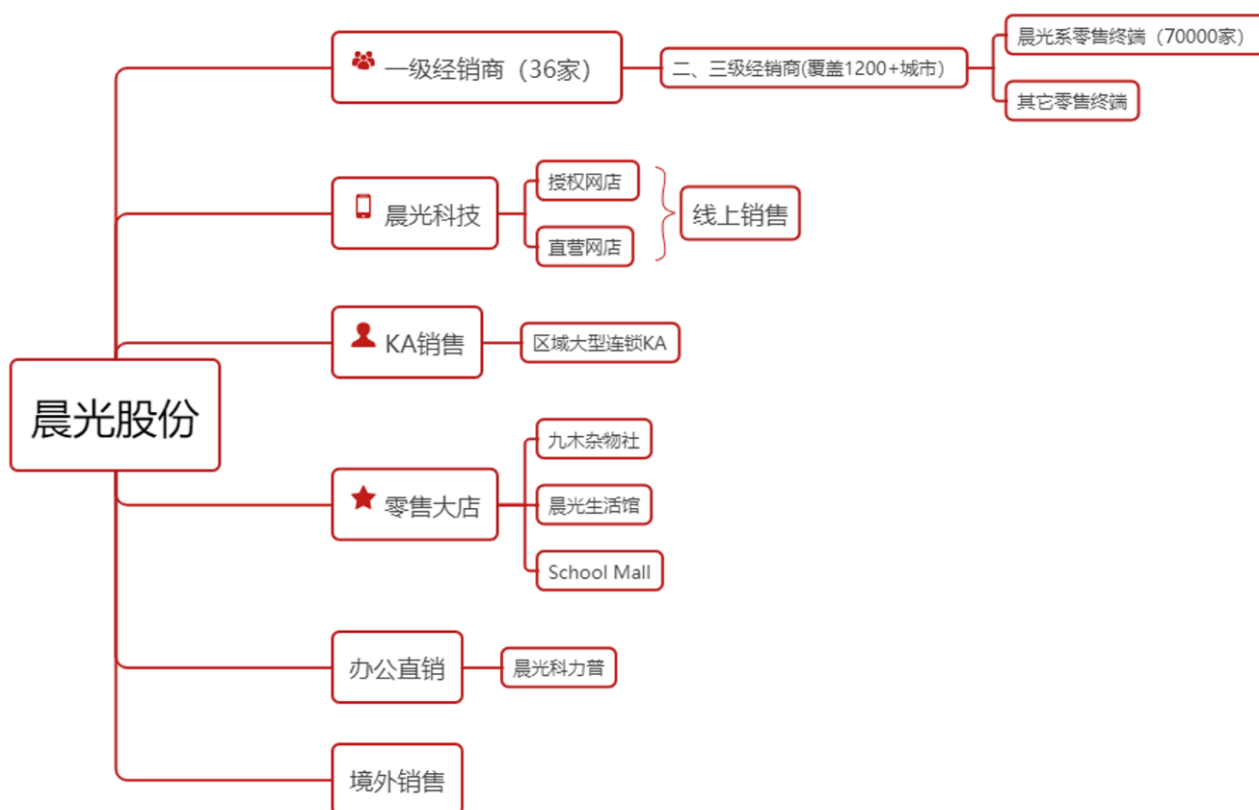 晨光股份
一级经销商（36家）
二、三级经销商(覆盖1200+城市）
晨光系零售终端（70000家）
其它零售终端
晨光科技
授权网店
直营网店
线上销售
KA销售
区域大型连锁KA
零售大店
九木杂物社
晨光生活馆
School Mall
办公直销
晨光科力普
境外销售